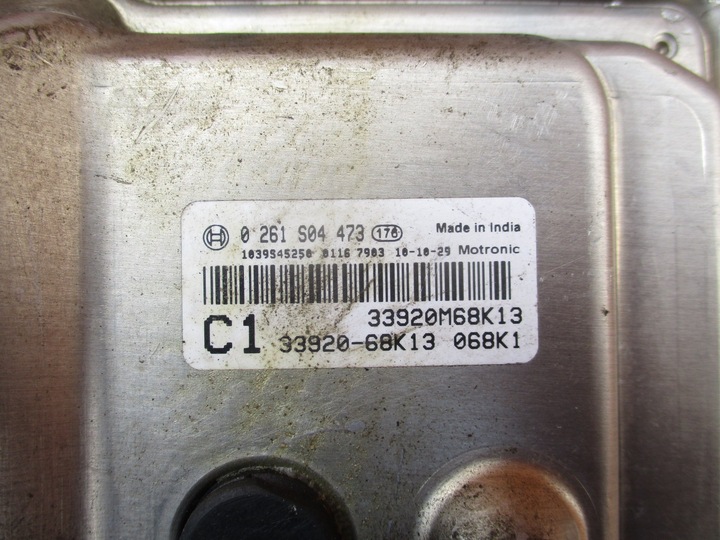 0 261 S04 473 176 Made in India
1039S45250 0116 7903 10-10-29 Motronic
33920M68K13
C1 33920-68K13 068K1